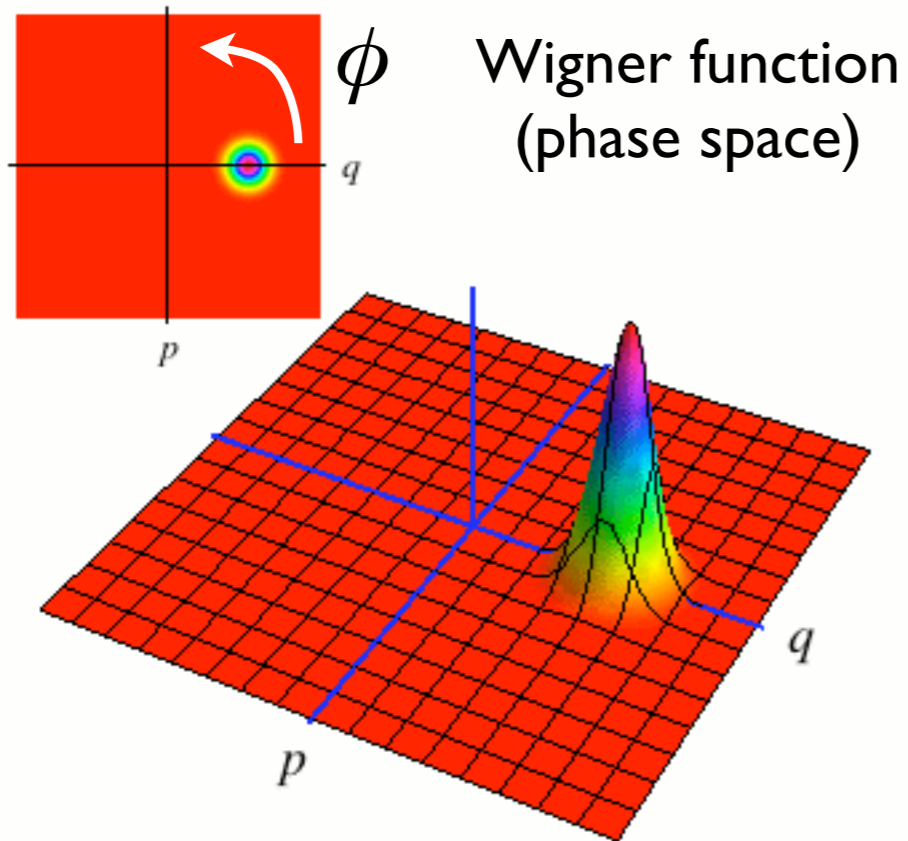 ϕ
Wigner function
(phase space)
q
p
q
p